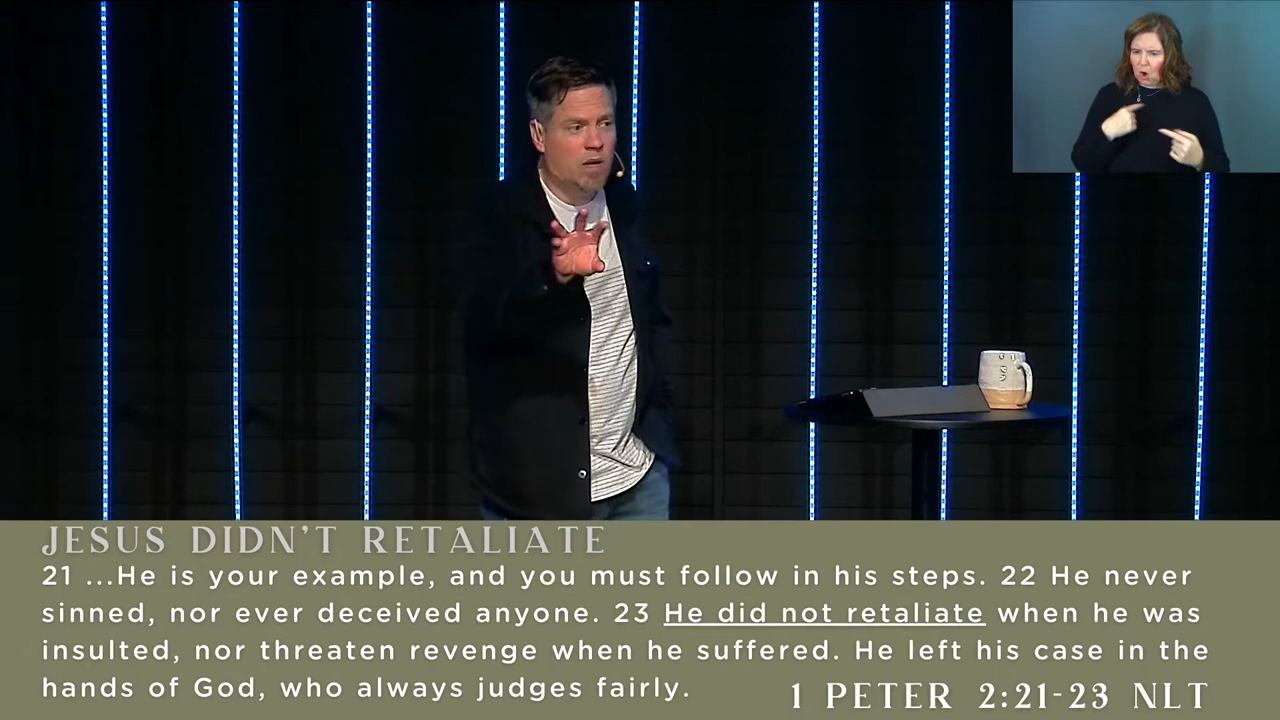 JESUS DIDN'T RETALIATE
21 ...He is your example, and you must follow in his steps. 22 He never
sinned, nor ever deceived anyone. 23 He did not retaliate when he was
insulted, nor threaten revenge when he suffered. He left his case in the
hands of God, who always judges fairly.
1 PETER 2:21-23 NLT